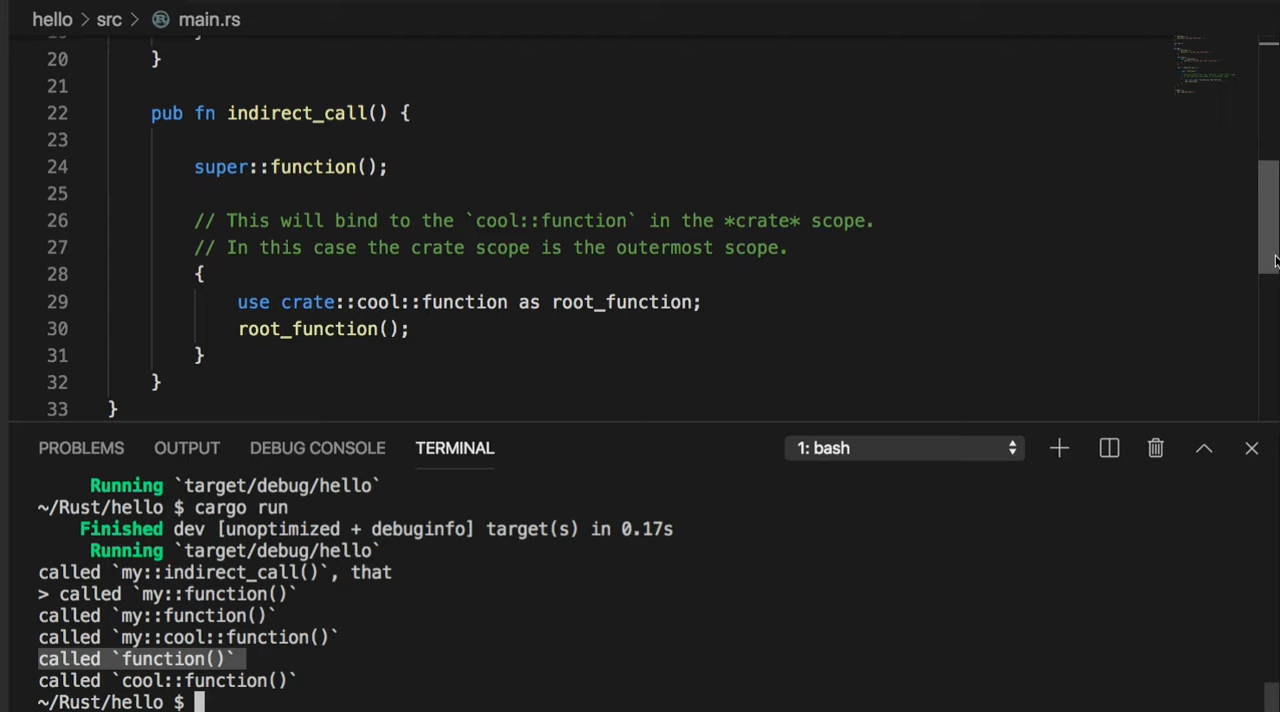 hello > src > main.rs
20 }
21
22 pub fn indirect_call() {
23
24 super::function();
25
26 // This will bind to the `cool::function` in the *crate* scope.
27 // In this case the crate scope is the outermost scope.
28 {
29 use crate::cool::function as root_function;
30 root_function();
31 }
32 }
33 }
PROBLEMS OUTPUT DEBUG CONSOLE TERMINAL 1: bash
Running `target/debug/hello`
~/Rust/hello $ cargo run
Finished dev [unoptimized + debuginfo] target(s) in 0.17s
Running `target/debug/hello`
called `my::indirect_call()`, that
> called `my::function()`
called `my::function()`
called `my::cool::function()`
called `function()`
called `cool::function()`
~/Rust/hello $